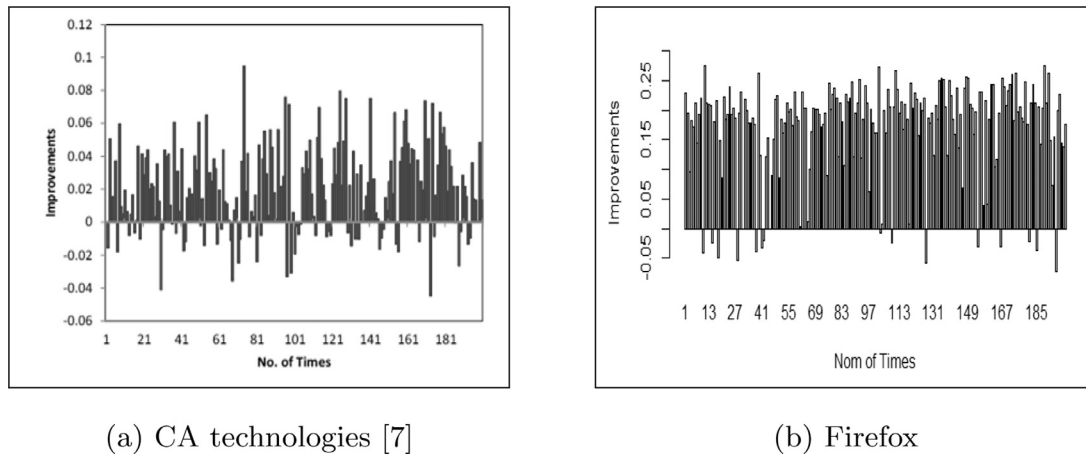 0.12
0.1
0.08
0.06
0.04
0.02
0
-0.02
-0.04
-0.06
Improvements
1 21 41 61 81 101 121 141 161 181
No. of Times
(a) CA technologies [7]
0.25
0.15
0.05
-0.05
Improvements
1 13 27 41 55 69 83 97 113 131 149 167 185
Nom of Times
(b) Firefox